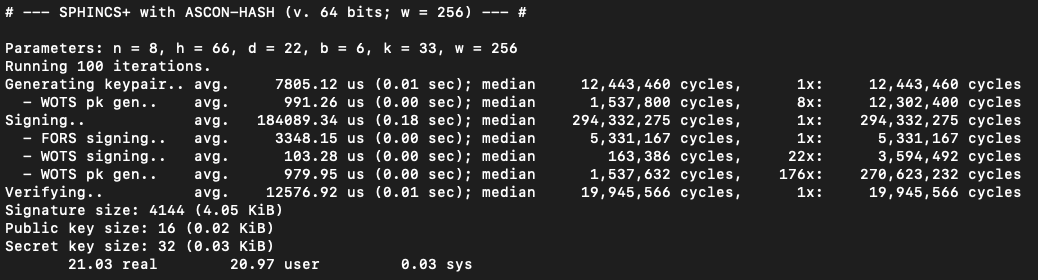 # --- SPHINCS+ with ASCON-HASH (v. 64 bits; w = 256) --- #
Parameters: n = 8, h = 66, d = 22, b = 6, k = 33, w = 256
Running 100 iterations.
Generating keypair.. avg. 7805.12 us (0.01 sec); median 12,443,460 cycles, 1x: 12,443,460 cycles
- WOTS pk gen.. avg. 991.26 us (0.00 sec); median 1,537,800 cycles, 8x: 12,302,400 cycles
Signing.. avg. 184089.34 us (0.18 sec); median 294,332,275 cycles, 1x: 294,332,275 cycles
- FORS signing.. avg. 3348.15 us (0.00 sec); median 5,331,167 cycles, 1x: 5,331,167 cycles
- WOTS signing.. avg. 103.28 us (0.00 sec); median 163,386 cycles, 22x: 3,594,492 cycles
- WOTS pk gen.. avg. 979.95 us (0.00 sec); median 1,537,632 cycles, 176x: 270,623,232 cycles
Verifying.. avg. 12576.92 us (0.01 sec); median 19,945,566 cycles, 1x: 19,945,566 cycles
Signature size: 4144 (4.05 KiB)
Public key size: 16 (0.02 KiB)
Secret key size: 32 (0.03 KiB)
21.03 real 20.97 user 0.03 sys